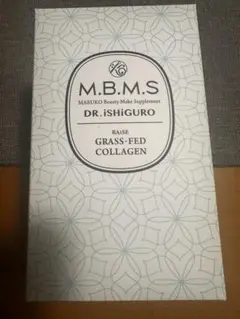 M.B.M.S
MARUKO Beauty Make Supplement
DR.iSHiGURO
RAiSE
GRASS-FED
COLLAGEN